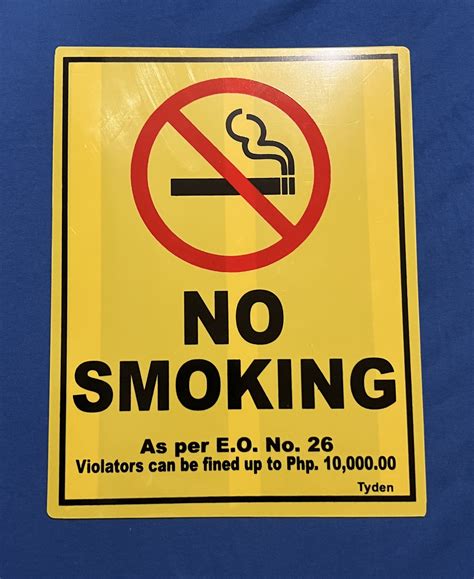 NO
SMOKING
As per E.O. No. 26
Violators can be fined up to Php. 10,000.00
Tyden